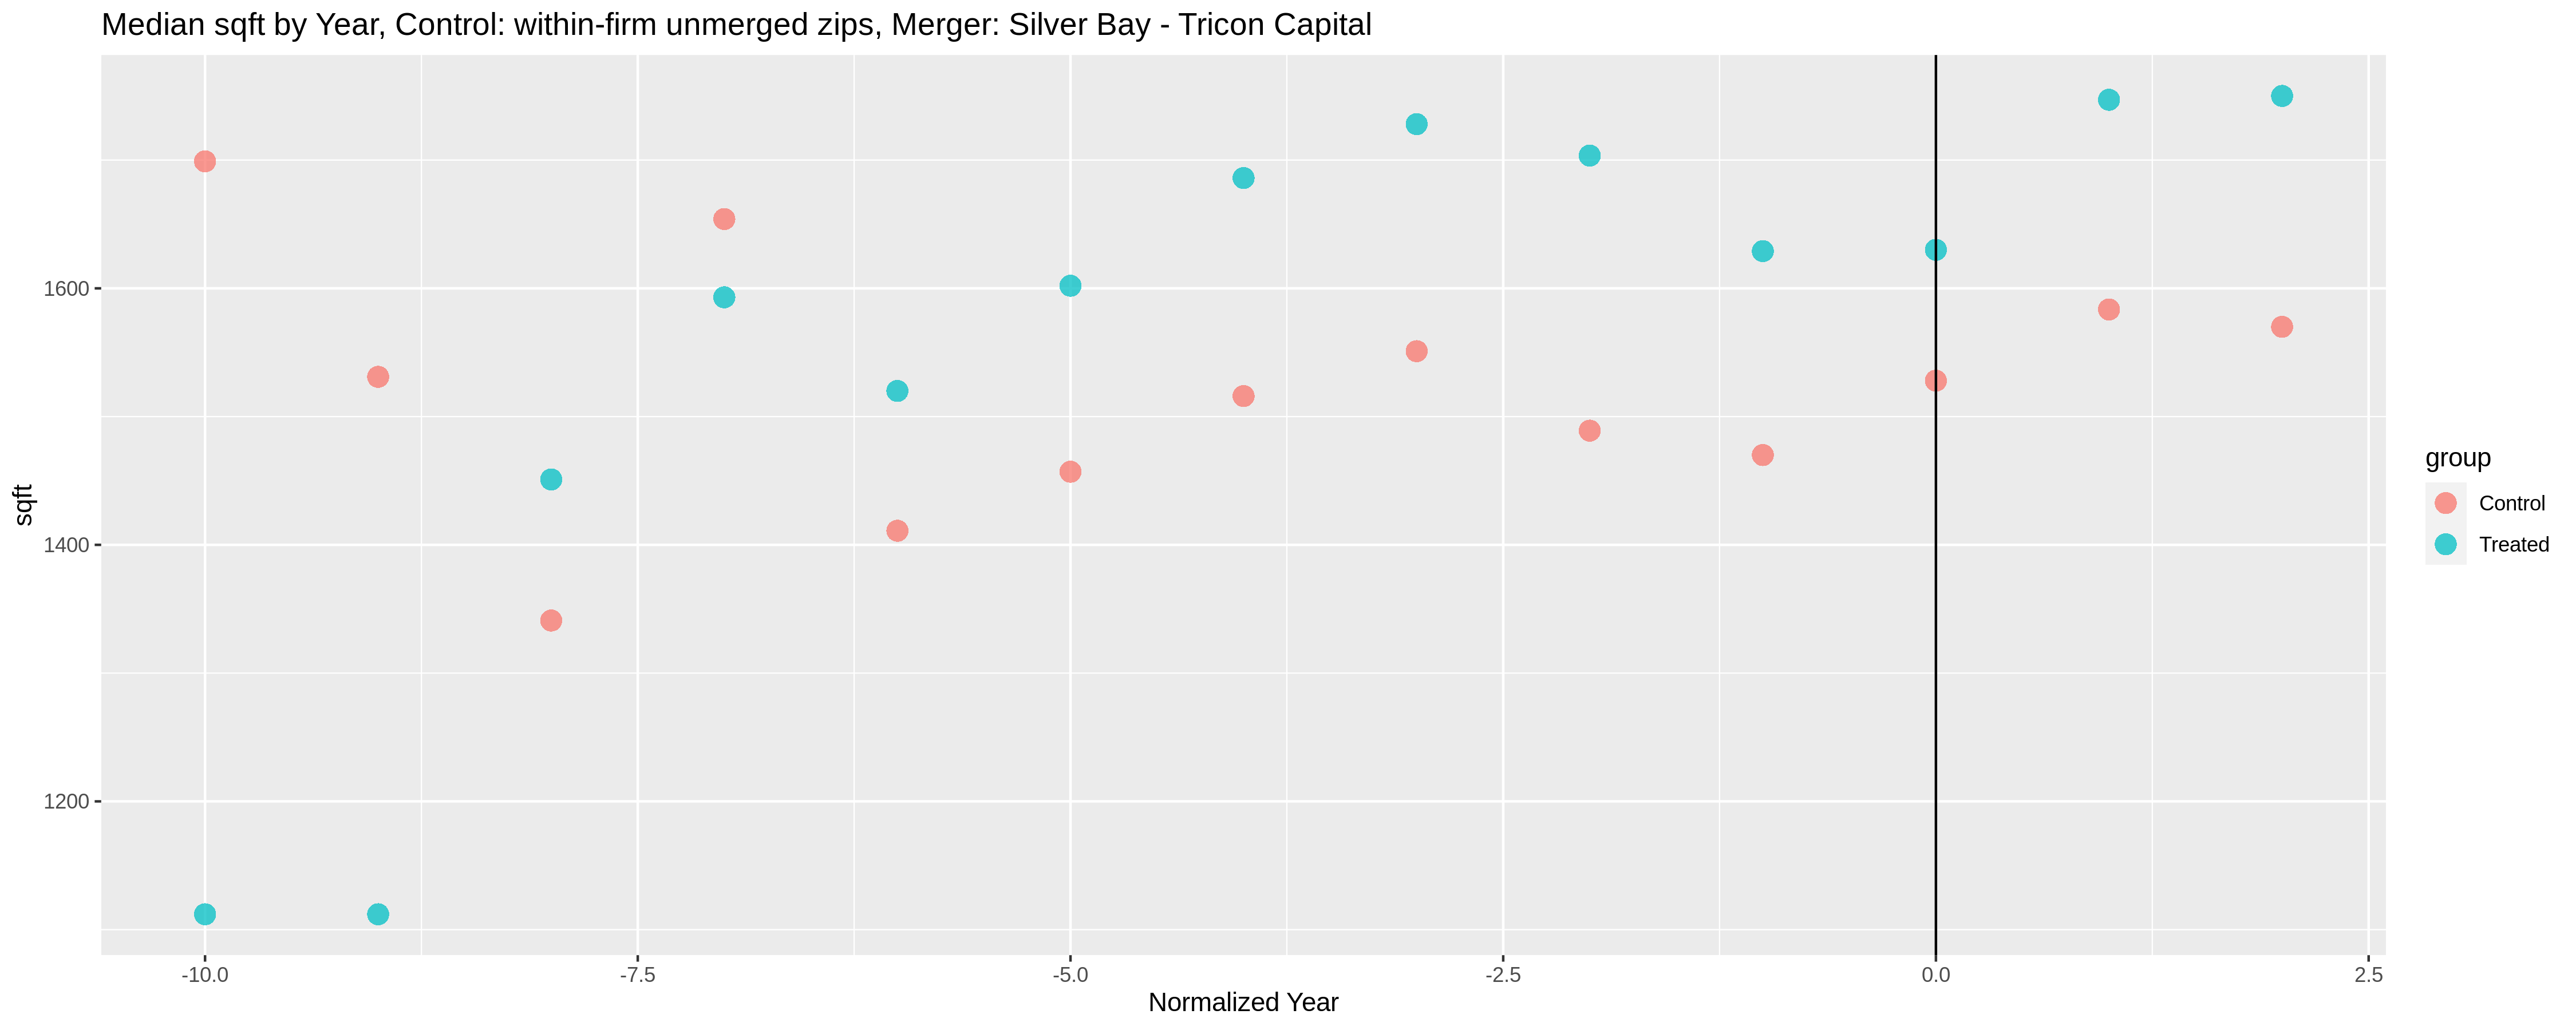 Median sqft by Year, Control: within-firm unmerged zips, Merger: Silver Bay - Tricon Capital
1600
1400
1200
sqft
-10.0
-7.5
-5.0
-2.5
0.0
2.5
Normalized Year
group
Control
Treated